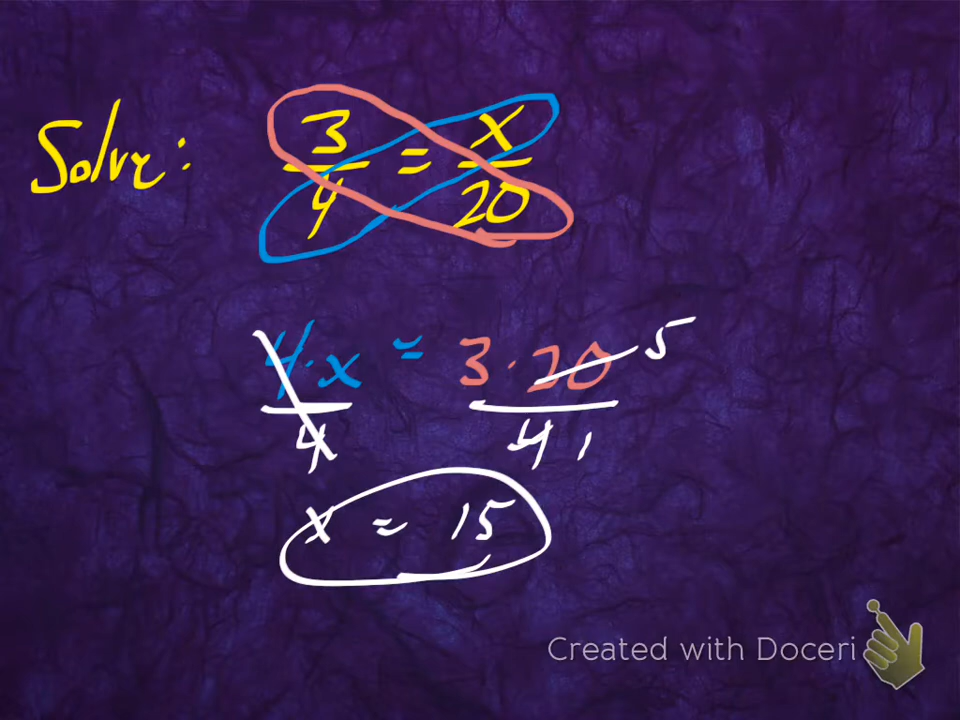 Solve: 3/4 = x/20
4·x/4 = 3·20/4 5 1
x = 15
Created with Doceri